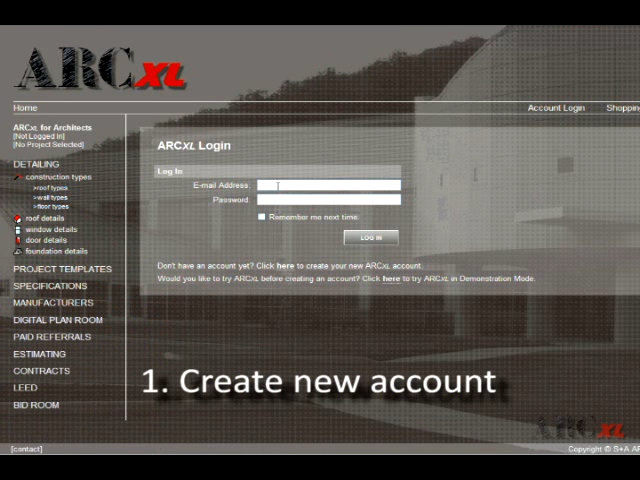 ARCXL
Home
Account Login
Shoppin
ARCXL for Architects
[Not Logged In]
[No Project Selected]
DETAILING
construction types
>roof types
>wall types
>floor types
roof details
window details
door details
foundation details
PROJECT TEMPLATES
SPECIFICATIONS
MANUFACTURERS
DIGITAL PLAN ROOM
PAID REFERRALS
ESTIMATING
CONTRACTS
LEED
BID ROOM
ARCXL Login
Log In
E-mail Address:
Password:
Remember me next time.
LOG IN
Don't have an account yet? Click here to create your new ARCXL account.
Would you like to try ARCXL before creating an account? Click here to try ARCXL in Demonstration Mode.
1. Create new account
ARCXL
[contact]
Copyright © S+A AR